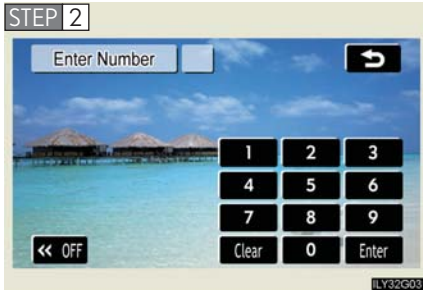 STEP 2
Enter Number
1 2 3
4 5 6
7 8 9
« OFF Clear 0 Enter
ILY32G03